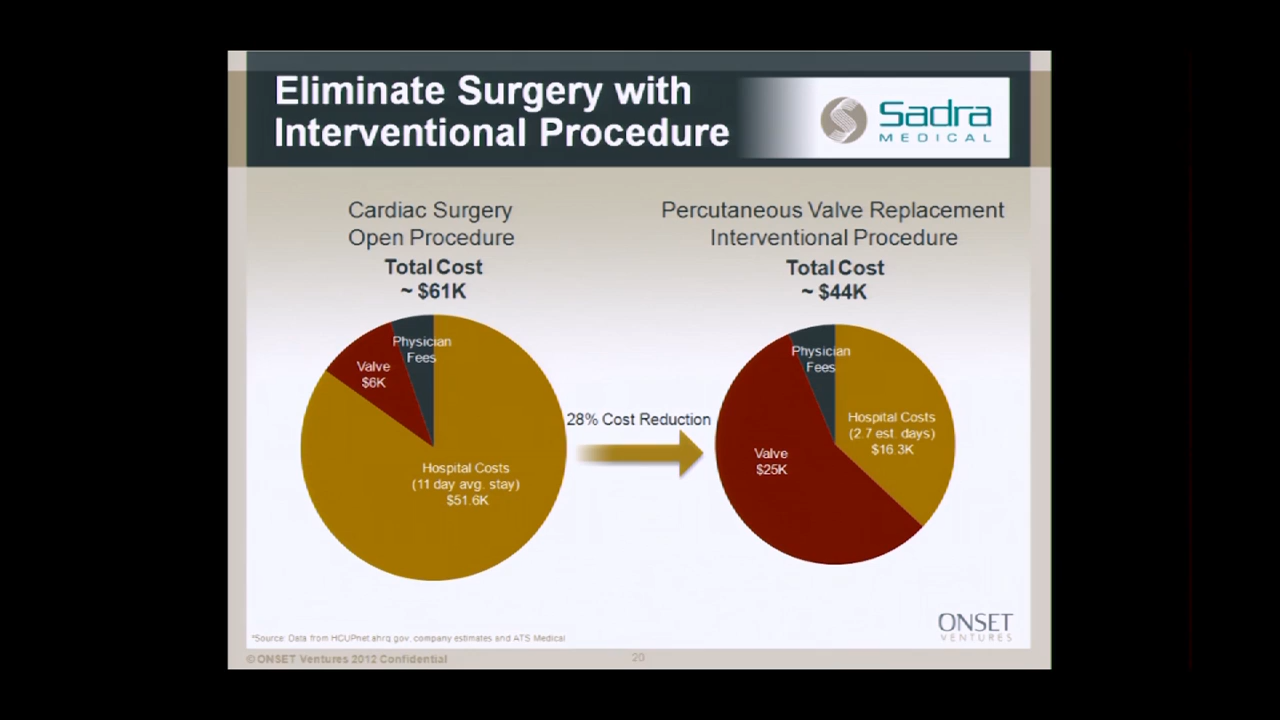 Eliminate Surgery with
Interventional Procedure
Sadra
MEDICAL
Cardiac Surgery
Open Procedure
Total Cost
~ $61K
Physician
Fees
Valve
$6K
Hospital Costs
(11 day avg. stay)
$51.6K
28% Cost Reduction
Percutaneous Valve Replacement
Interventional Procedure
Total Cost
~ $44K
Physician
Fees
Hospital Costs
(2.7 est. days)
$16.3K
Valve
$25K
*Source: Data from HCUPnet.ahrq.gov, company estimates and ATS Medical
ONSET
VENTURES
© ONSET Ventures 2012 Confidential
20